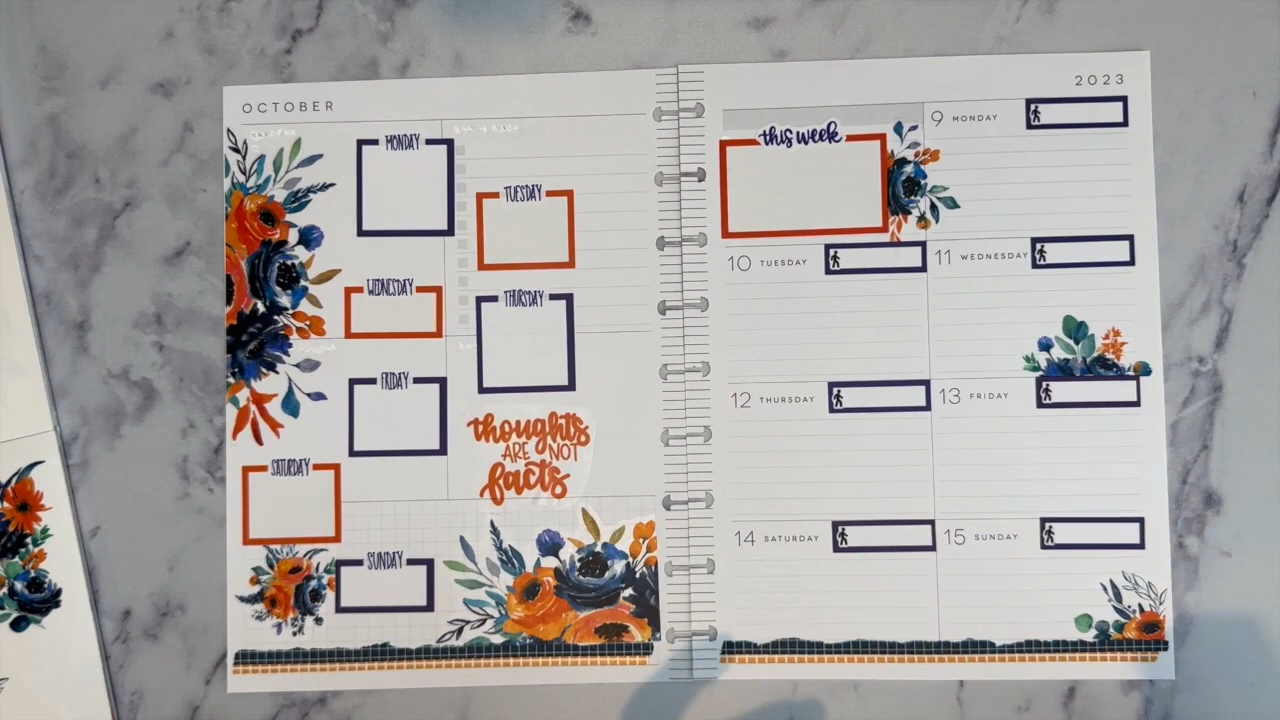 OCTOBER
MONDAY
TUESDAY
WEDNESDAY
THURSDAY
FRIDAY
thoughts
ARE NOT
facts
SATURDAY
SUNDAY
2023
this week
9 MONDAY
10 TUESDAY
11 WEDNESDAY
12 THURSDAY
13 FRIDAY
14 SATURDAY
15 SUNDAY